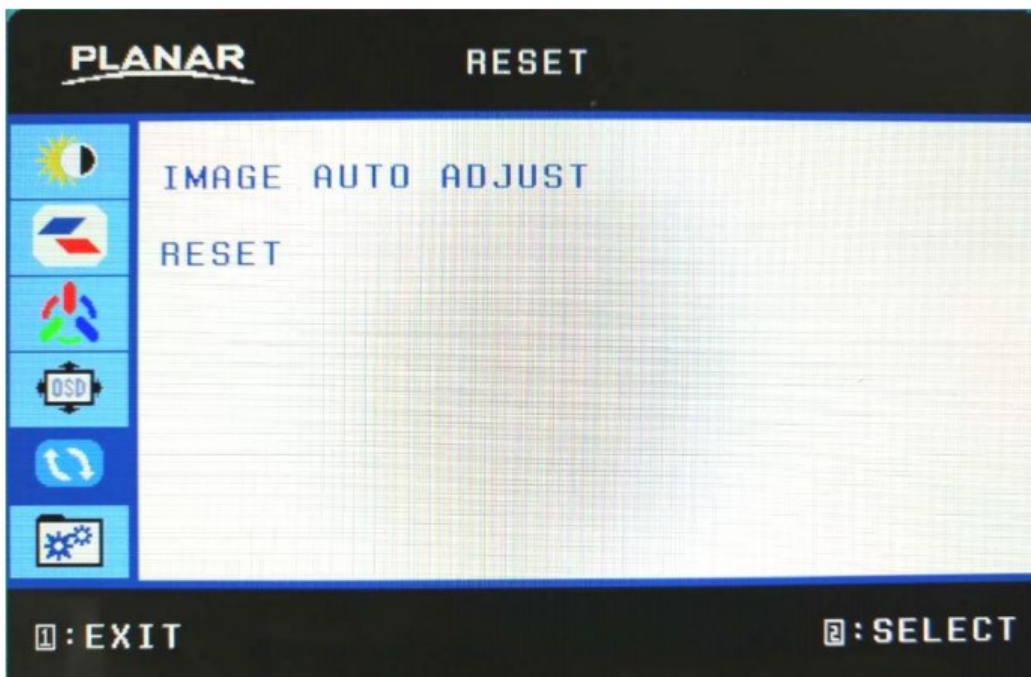 PLANAR
RESET
IMAGE AUTO ADJUST
RESET
OSD
1:EXIT
2:SELECT